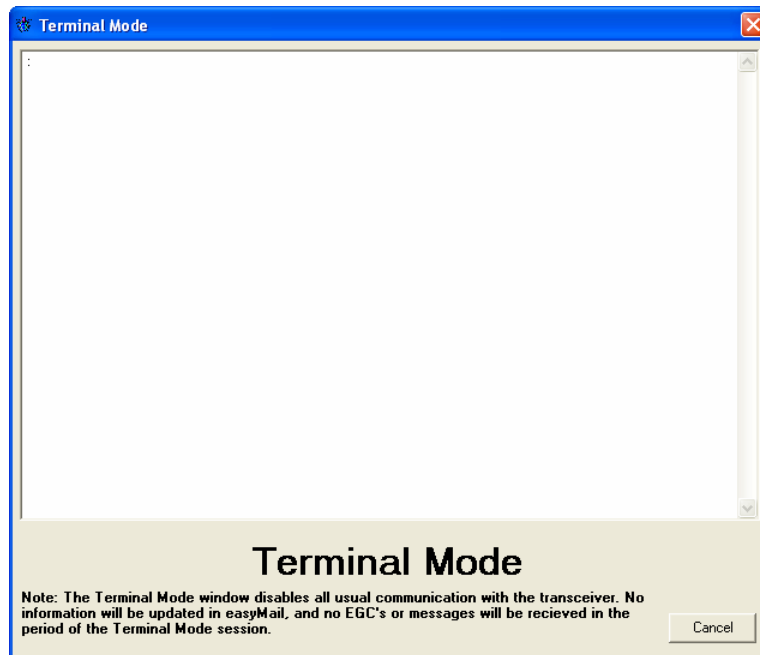 Terminal Mode
:
Terminal Mode
Note: The Terminal Mode window disables all usual communication with the transceiver. No
information will be updated in easyMail, and no EGC's or messages will be recieved in the
period of the Terminal Mode session.
Cancel